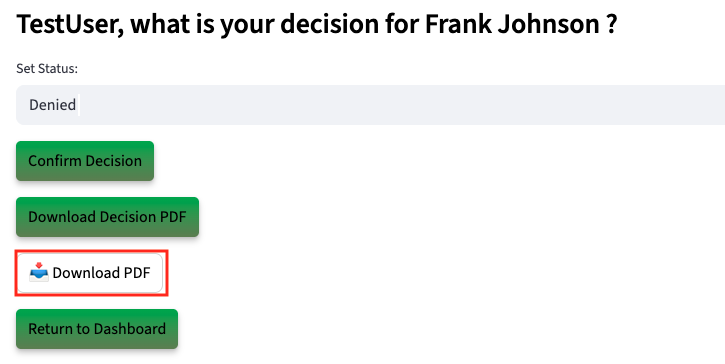 TestUser, what is your decision for Frank Johnson ?
Set Status:
Denied
Confirm Decision
Download Decision PDF
Download PDF
Return to Dashboard